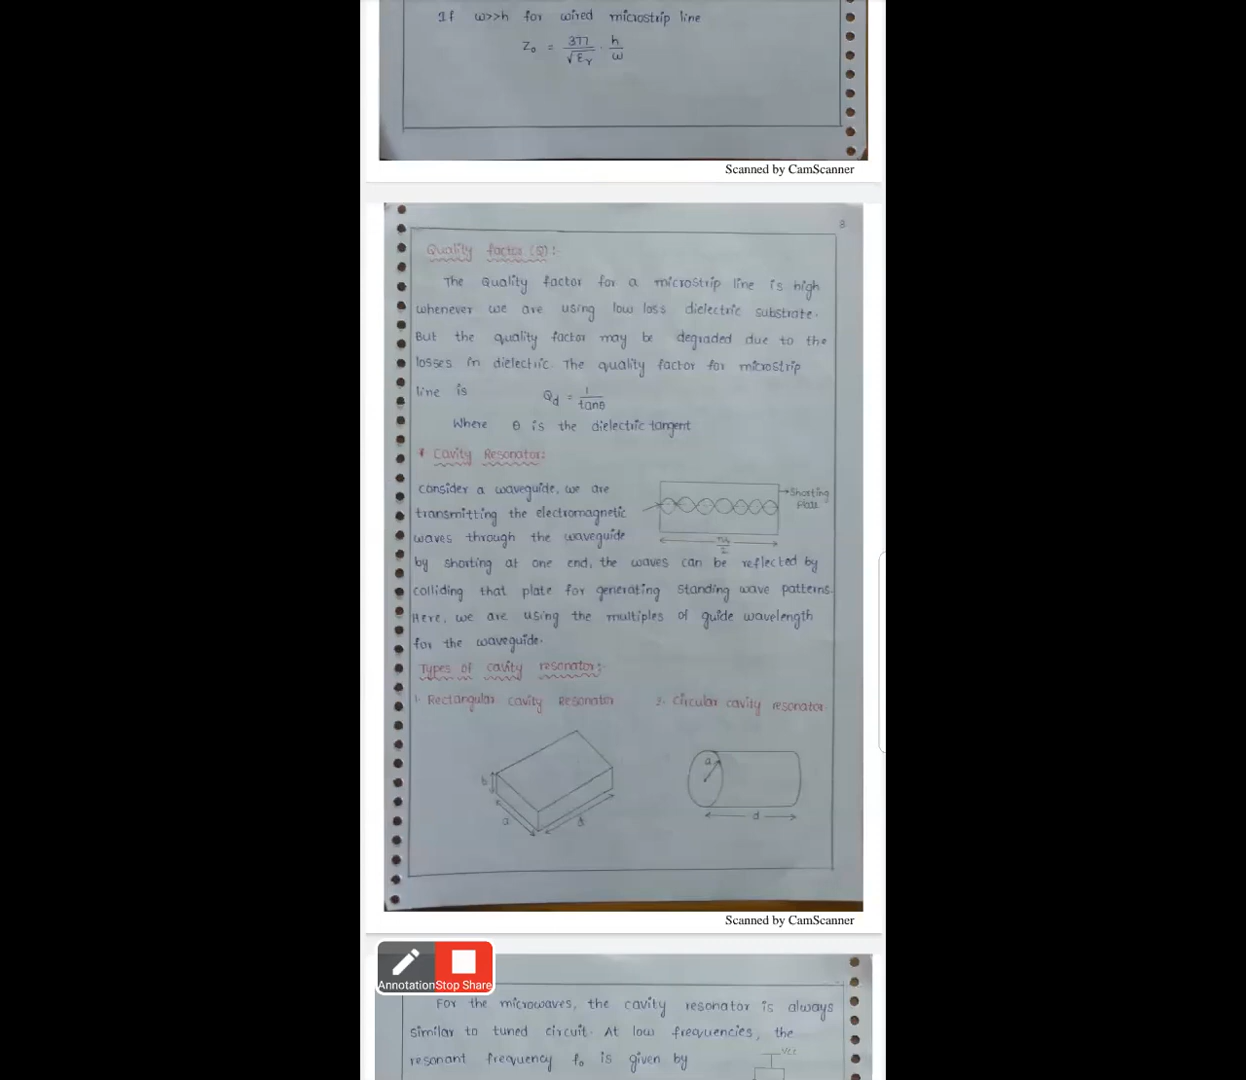 If w>>h for wired microstrip line
Z₀ = 377/√εᵣ · h/w
Scanned by CamScanner
8
Quality factor (Q):
The Quality factor for a microstrip line is high
whenever we are using low loss dielectric substrate.
But the quality factor may be degraded due to the
losses in dielectric. The quality factor for microstrip
line is Q_d = 1/tanθ
Where θ is the dielectric tangent
* Cavity Resonator:
consider a waveguide, we are
transmitting the electromagnetic
waves through the waveguide
Shorting
Plate
by shorting at one end, the waves can be reflected by
colliding that plate for generating standing wave patterns.
Here, we are using the multiples of guide wavelength
for the waveguide.
Types of cavity resonator:
1. Rectangular cavity Resonator 2. Circular cavity resonator
b
a
d
a
d
Scanned by CamScanner
Annotation Stop Share
For the microwaves, the cavity resonator is always
similar to tuned circuit. At low frequencies, the
resonant frequency f₀ is given by
Vcc